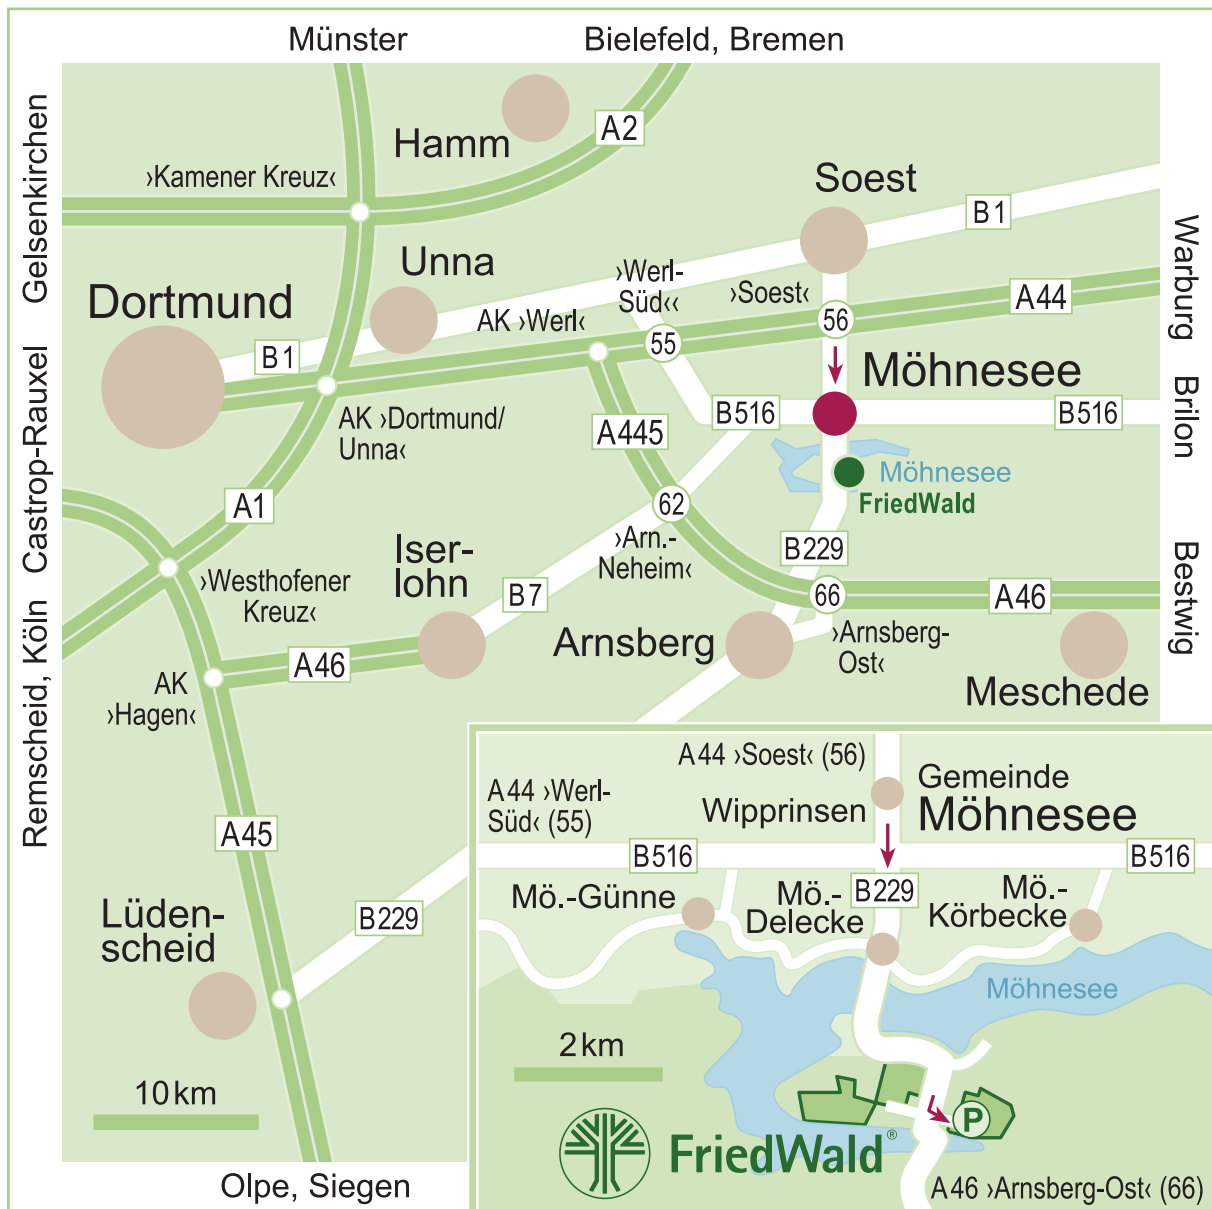 Münster
Bielefeld, Bremen
Gelsenkirchen
Castrop-Rauxel
Remscheid, Köln
Warburg
Brilon
Bestwig
Olpe, Siegen
Hamm
A2
›Kamener Kreuz‹
Soest
B1
Unna
›Werl-
Süd‹‹
›Soest‹
A44
Dortmund
AK ›Werl‹
56
55
B1
Möhnesee
AK ›Dortmund/
Unna‹
A445
B516
B516
Möhnesee
FriedWald
A1
62
Iser-
lohn
›Arn.-
Neheim‹
B229
›Westhofener
Kreuz‹
B7
66
A46
Arnsberg
›Arnsberg-
Ost‹
A46
AK
›Hagen‹
Meschede
A45
Lüden-
scheid
B229
10 km
A44 ›Soest‹ (56)
Gemeinde
Möhnesee
A44 ›Werl-
Süd‹ (55)
Wipprinsen
B516
B516
Mö.-Günne
Mö.-
Delecke
B229
Mö.-
Körbecke
Möhnesee
2 km
P
FriedWald®
A46 ›Arnsberg-Ost‹ (66)